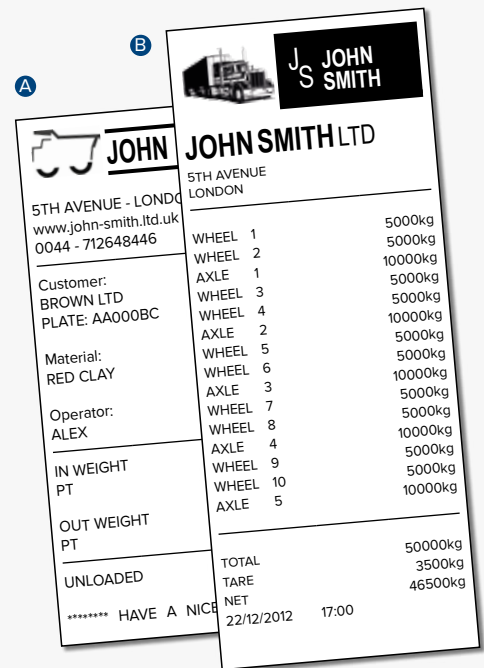 A
JOHN
5TH AVENUE - LONDO
www.john-smith.ltd.uk
0044 - 712648446
Customer:
BROWN LTD
PLATE: AA000BC
Material:
RED CLAY
Operator:
ALEX
IN WEIGHT
PT
OUT WEIGHT
PT
UNLOADED
******** HAVE A NICE
B
JS JOHN
SMITH
JOHN SMITH LTD
5TH AVENUE
LONDON
WHEEL 1 5000kg
WHEEL 2 5000kg
AXLE 1 10000kg
WHEEL 3 5000kg
WHEEL 4 5000kg
AXLE 2 10000kg
WHEEL 5 5000kg
WHEEL 6 5000kg
AXLE 3 10000kg
WHEEL 7 5000kg
WHEEL 8 5000kg
AXLE 4 10000kg
WHEEL 9 5000kg
WHEEL 10 5000kg
AXLE 5 10000kg
TOTAL 50000kg
TARE 3500kg
NET 46500kg
22/12/2012 17:00